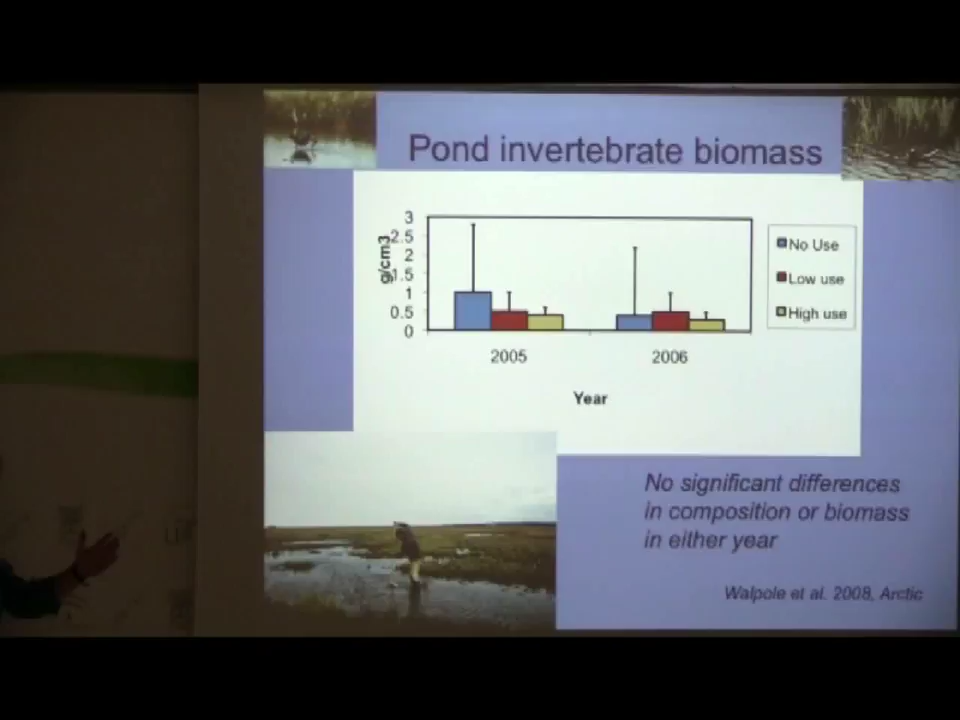 Pond invertebrate biomass
g/cm3
3
2.5
2
1.5
1
0.5
0
2005 2006
Year
No Use
Low use
High use
No significant differences
in composition or biomass
in either year
Walpole et al. 2008, Arctic